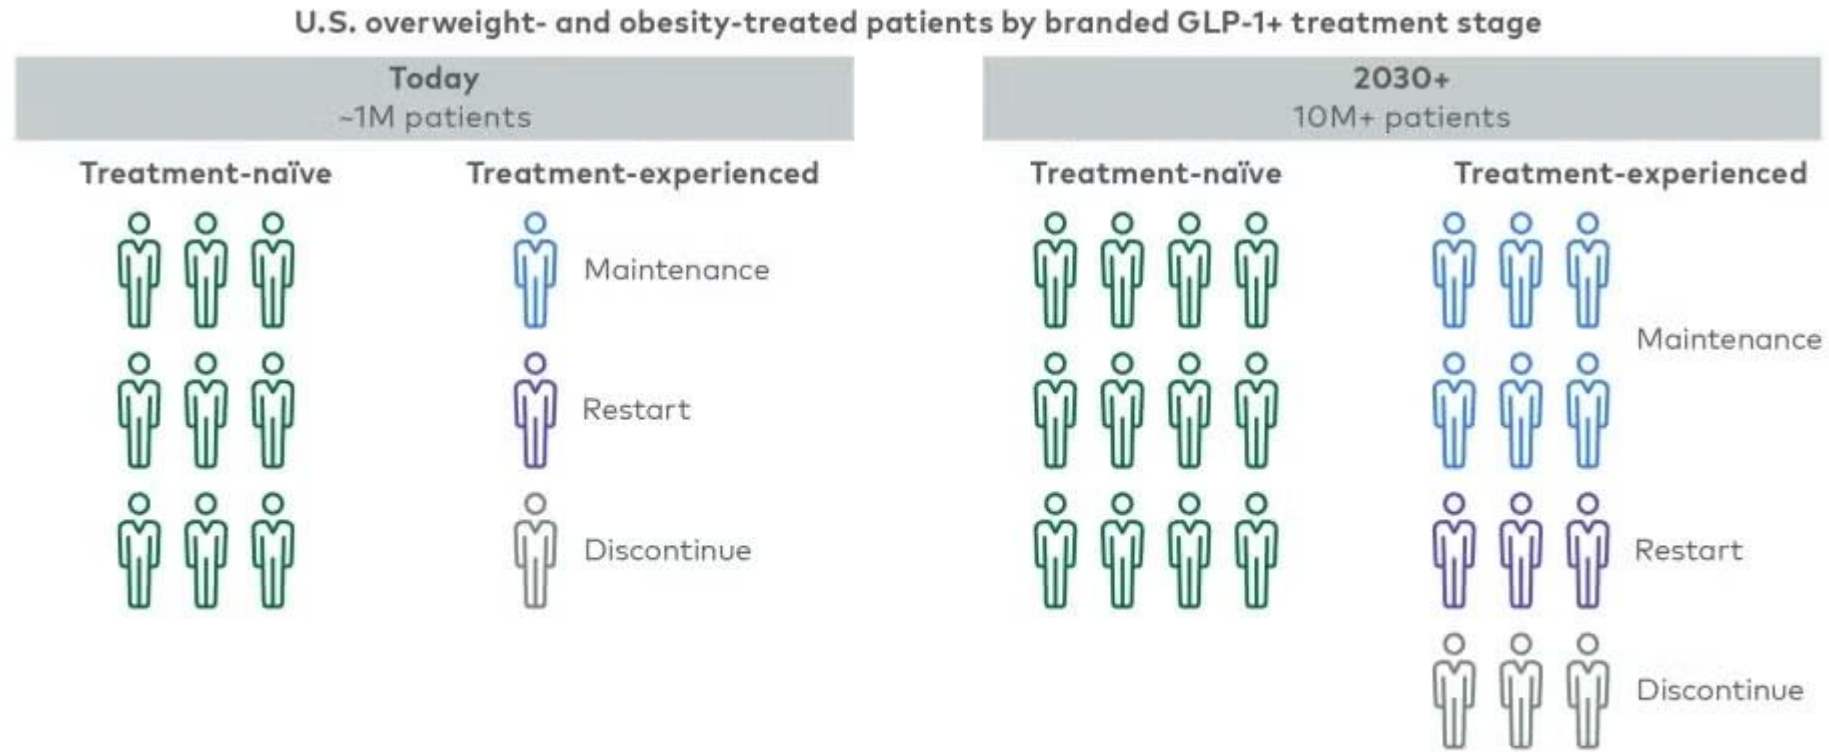 U.S. overweight- and obesity-treated patients by branded GLP-1+ treatment stage
Today
~1M patients
Treatment-naïve
Treatment-experienced
Maintenance
Restart
Discontinue
2030+
10M+ patients
Treatment-naïve
Treatment-experienced
Maintenance
Restart
Discontinue